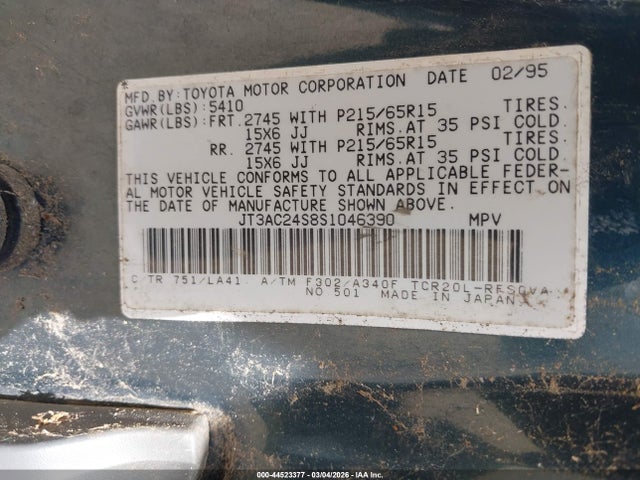 MFD.BY:TOYOTA MOTOR CORPORATION DATE 02/95
GVWR(LBS):5410
GAWR(LBS):FRT.2745 WITH P215/65R15 TIRES.
15X6 JJ RIMS.AT 35 PSI COLD.
RR. 2745 WITH P215/65R15 TIRES.
15X6 JJ RIMS.AT 35 PSI COLD.
THIS VEHICLE CONFORMS TO ALL APPLICABLE FEDER-
AL MOTOR VEHICLE SAFETY STANDARDS IN EFFECT ON
THE DATE OF MANUFACTURE SHOWN ABOVE.
JT3AC24S8S1046390 MPV
C/TR 751/LA41. A/TM F302/A340F TCR20L-RFSGVA
NO 501 MADE IN JAPAN.
000-44523377 - 03/04/2026 - IAA Inc.